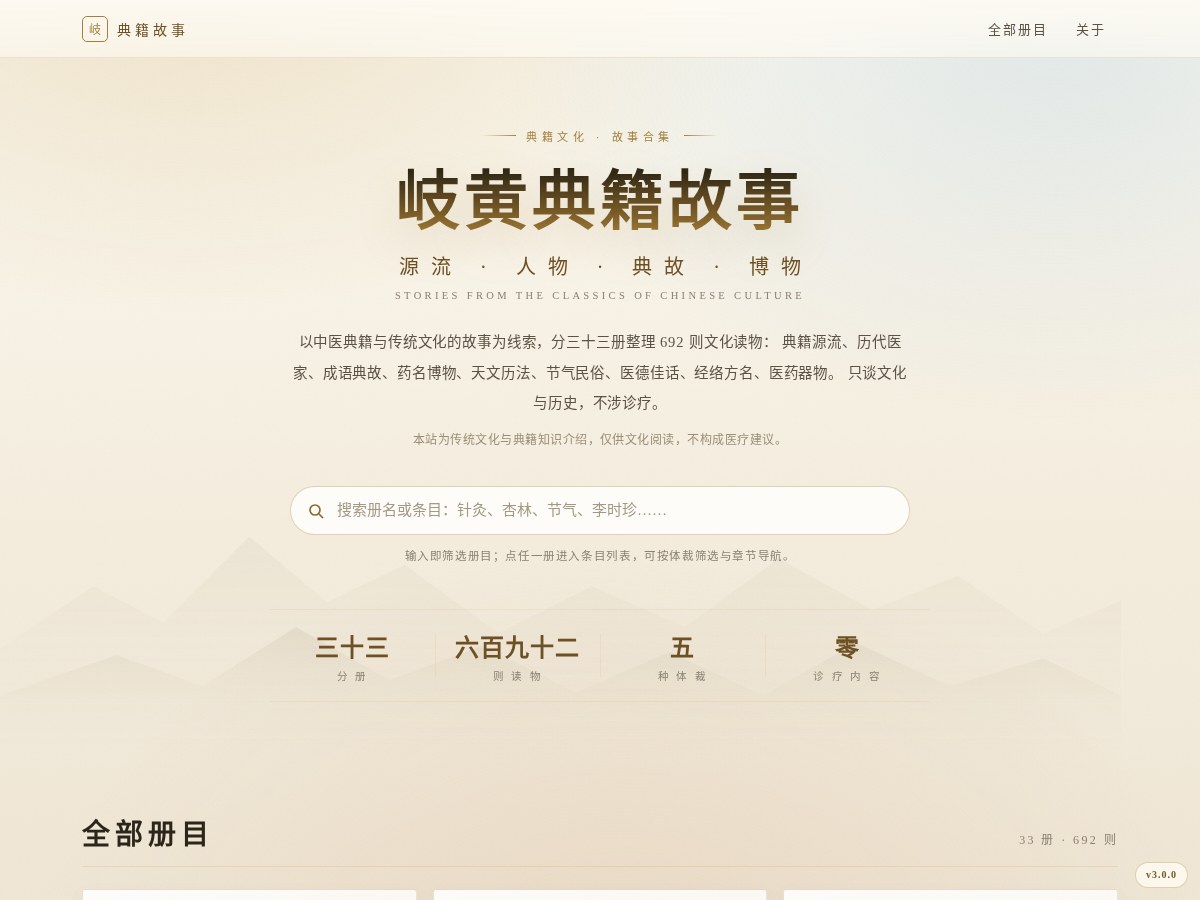 岐 典籍故事
全部册目 关于
典籍文化 · 故事合集
岐黄典籍故事
源流 · 人物 · 典故 · 博物
STORIES FROM THE CLASSICS OF CHINESE CULTURE
以中医典籍与传统文化的故事为线索，分三十三册整理 692 则文化读物： 典籍源流、历代医
家、成语典故、药名博物、天文历法、节气民俗、医德佳话、经络方名、医药器物。 只谈文化
与历史，不涉诊疗。
本站为传统文化与典籍知识介绍，仅供文化阅读，不构成医疗建议。
搜索册名或条目：针灸、杏林、节气、李时珍……
输入即筛选册目；点任一册进入条目列表，可按体裁筛选与章节导航。
三十三 六百九十二 五 零
分册 则读物 种体裁 诊疗内容
全部册目
33 册 · 692 则
v3.0.0